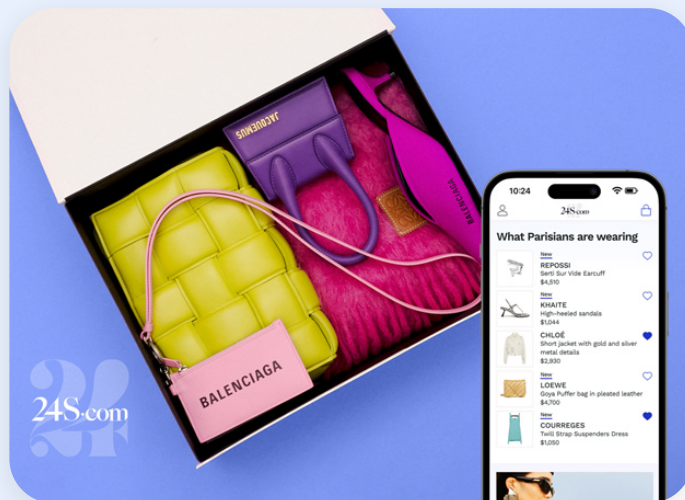 JACQUEMUS
BALENCIAGA
BALENCIAGA
24S.com
10:24
24S.com
What Parisians are wearing
New
REPOSSI
Serti Sur Vide Earcuff
$4,510
New
KHAITE
High-heeled sandals
$1,044
CHLOÉ
Short jacket with gold and silver
metal details
$2,930
New
LOEWE
Goya Puffer bag in pleated leather
$4,700
New
COURREGES
Twill Strap Suspenders Dress
$1,050